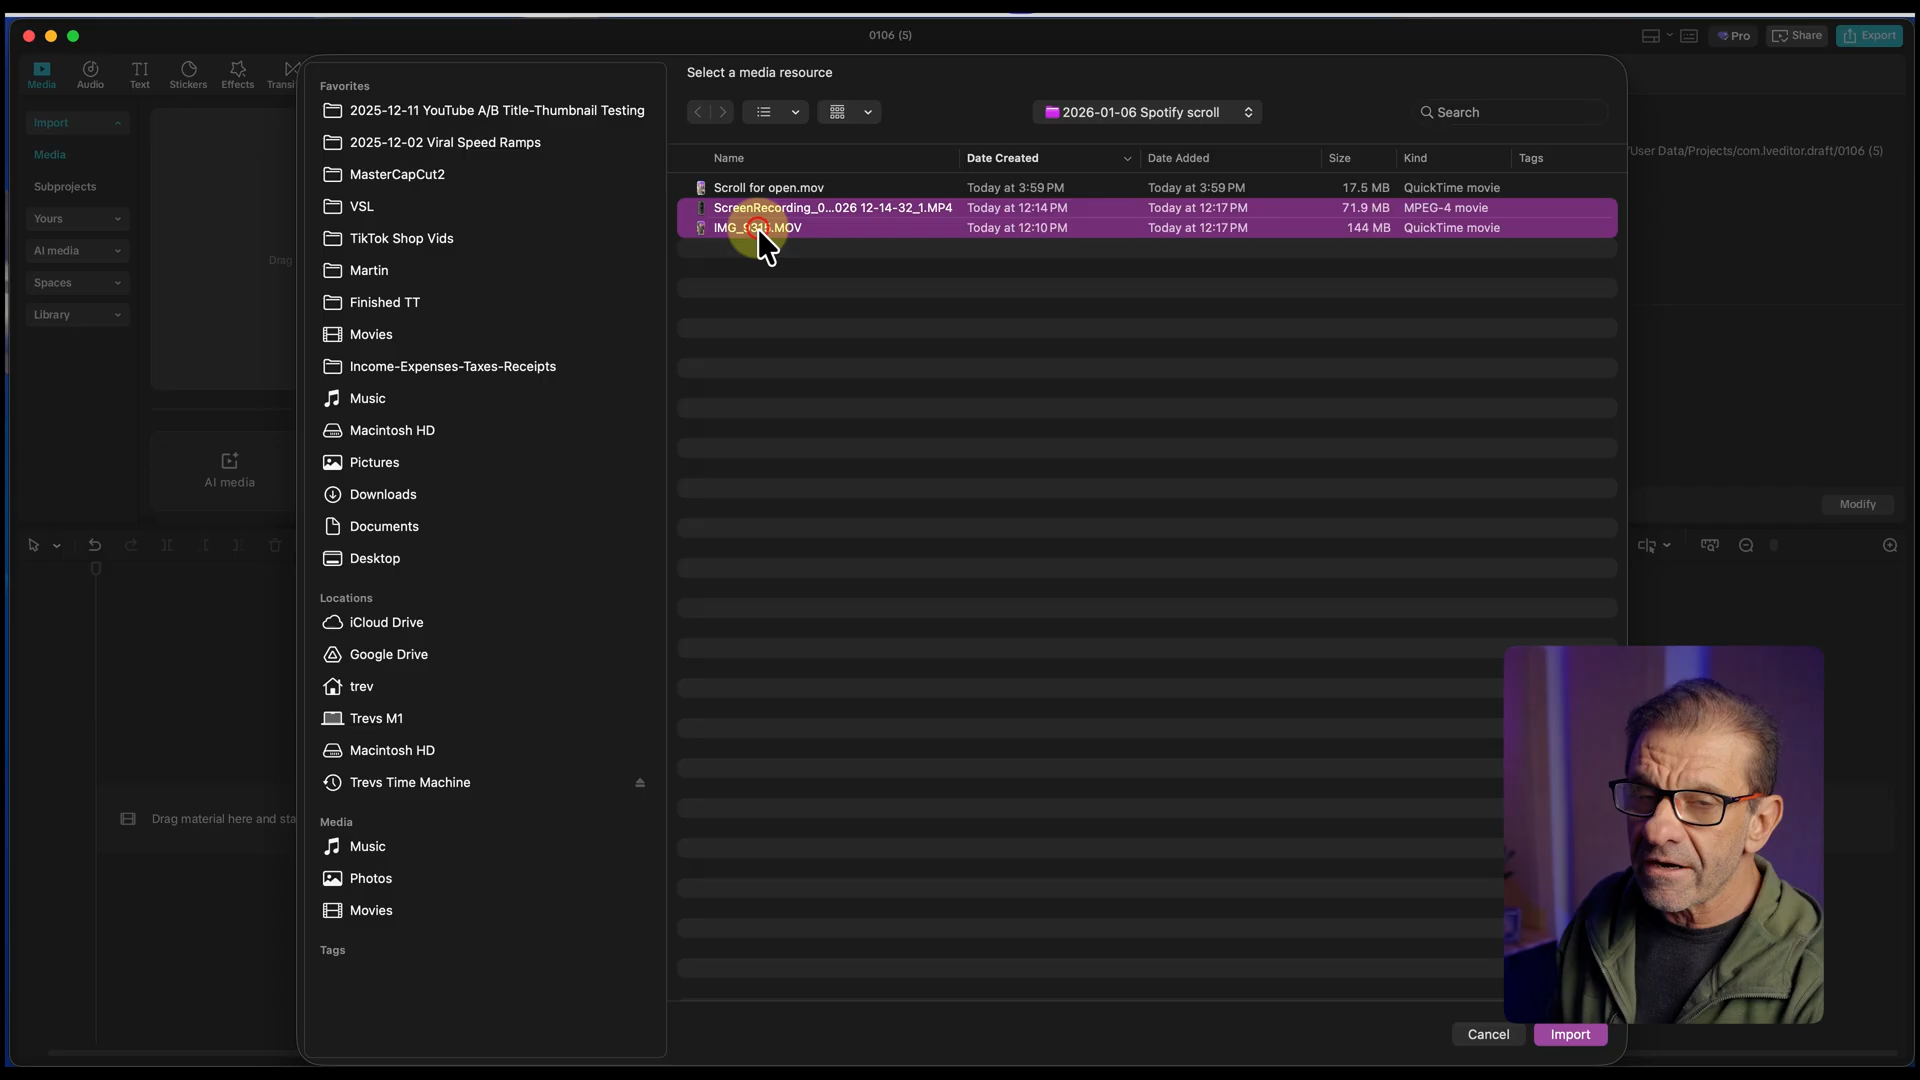 0106 (5)
Pro
Share
Export
Media
Audio
Text
Stickers
Effects
Transi
Import
Media
Subprojects
Yours
AI media
Spaces
Library
Drag
AI media
Favorites
2025-12-11 YouTube A/B Title-Thumbnail Testing
2025-12-02 Viral Speed Ramps
MasterCapCut2
VSL
TikTok Shop Vids
Martin
Finished TT
Movies
Income-Expenses-Taxes-Receipts
Music
Macintosh HD
Pictures
Downloads
Documents
Desktop
Locations
iCloud Drive
Google Drive
trev
Trevs M1
Macintosh HD
Trevs Time Machine
Media
Music
Photos
Movies
Tags
Select a media resource
2026-01-06 Spotify scroll
Search
Name Date Created Date Added Size Kind Tags
Scroll for open.mov Today at 3:59 PM Today at 3:59 PM 17.5 MB QuickTime movie
ScreenRecording_0...026 12-14-32_1.MP4 Today at 12:14 PM Today at 12:17 PM 71.9 MB MPEG-4 movie
IMG_9315.MOV Today at 12:10 PM Today at 12:17 PM 144 MB QuickTime movie
/User Data/Projects/com.lveditor.draft/0106 (5)
Modify
Drag material here and sta
Cancel
Import